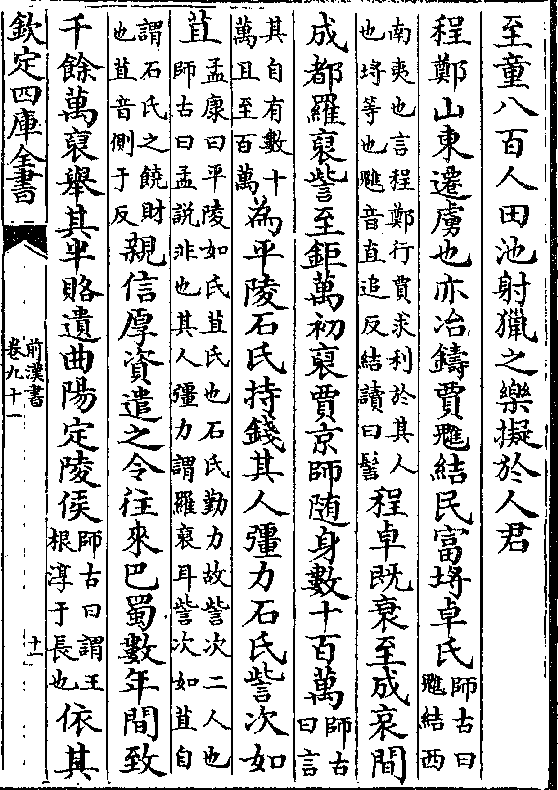 至童八百人田池射獵之樂擬於人君
程鄭山東遷虜也亦冶鑄賈魋結民富埒卓氏師古曰魋結西
南夷也言程鄭行賈求利於其人也埒等也魋音直追反結讀曰髻程卓既衰至成哀間
成都羅裒訾至鉅萬初裒賈京師随身數十百萬師古曰言
其自有數十萬且至百萬為平陵石氏持錢其人彊力石氏訾次如
苴孟康曰平陵如氏苴氏也石氏勤力故訾次二人也師古曰孟説非也其人彊力謂羅裒耳訾次如苴自
謂石氏之饒財也苴音側于反親信厚資遣之令往來巴蜀數年間致
千餘萬裒舉其半賂遺曲陽定陵侯師古曰謂王根淳于長也依其
欽定四庫全書
前漢書
卷九十一
十一